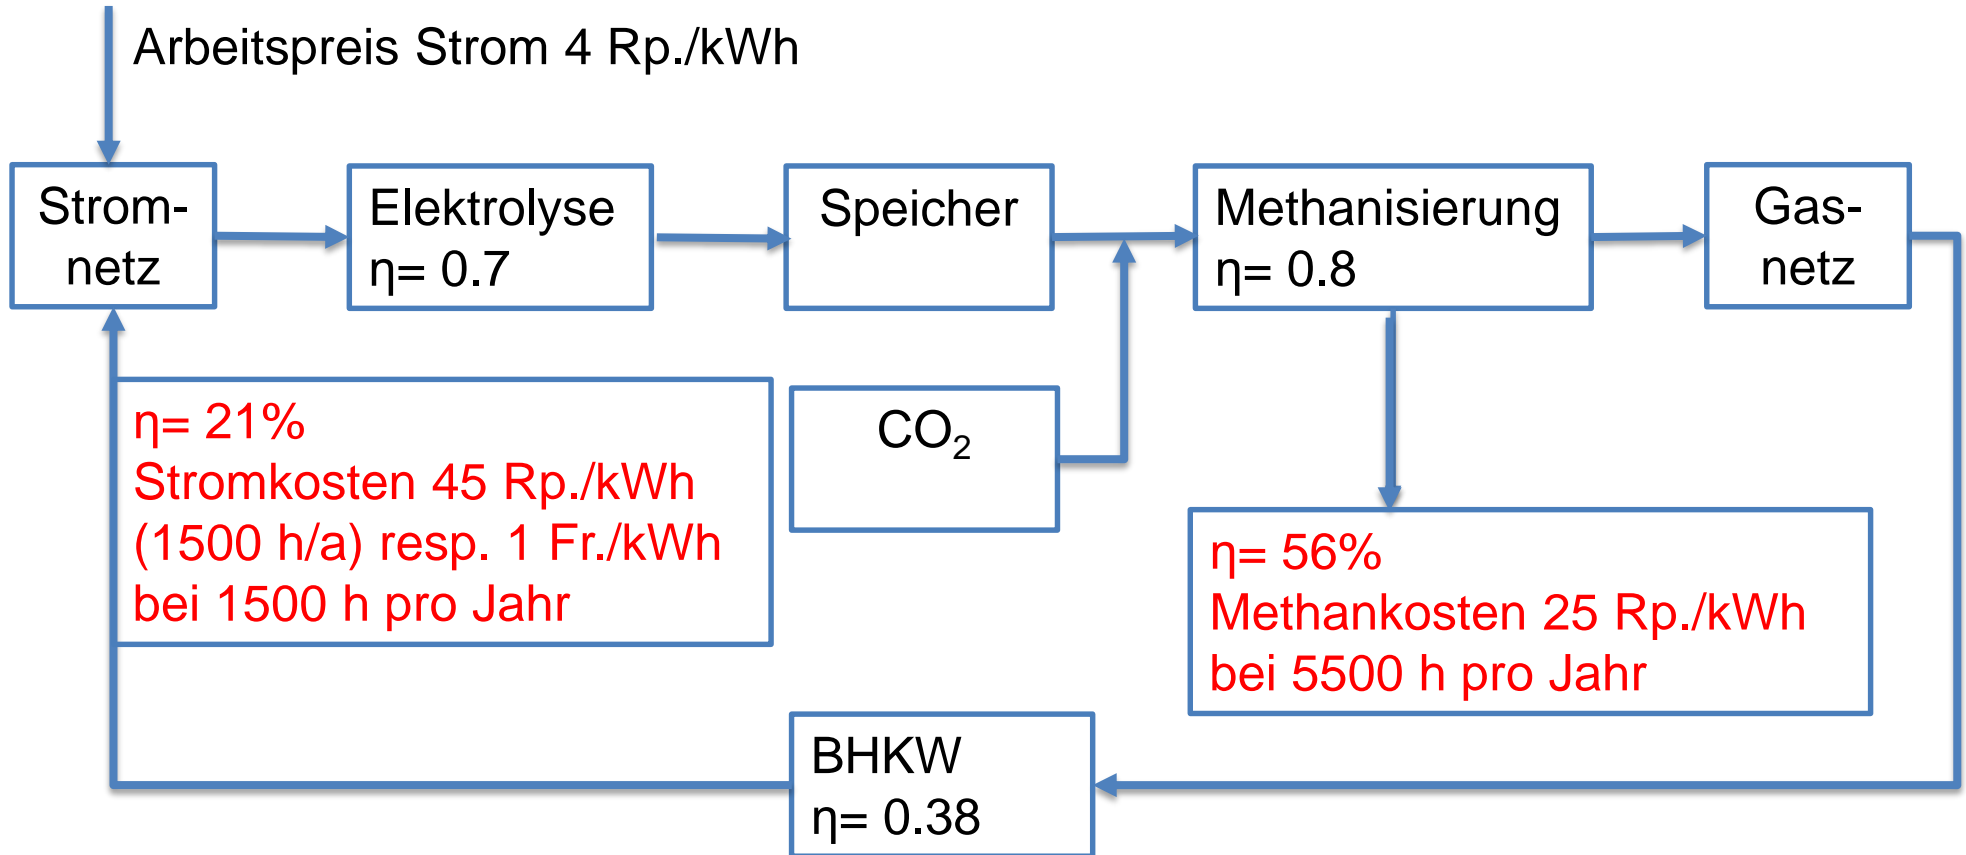 Arbeitspreis Strom 4 Rp./kWh
Strom-
netz
Elektrolyse
η= 0.7
Speicher
Methanisierung
η= 0.8
Gas-
netz
η= 21%
Stromkosten 45 Rp./kWh
(1500 h/a) resp. 1 Fr./kWh
bei 1500 h pro Jahr
CO₂
η= 56%
Methankosten 25 Rp./kWh
bei 5500 h pro Jahr
BHKW
η= 0.38